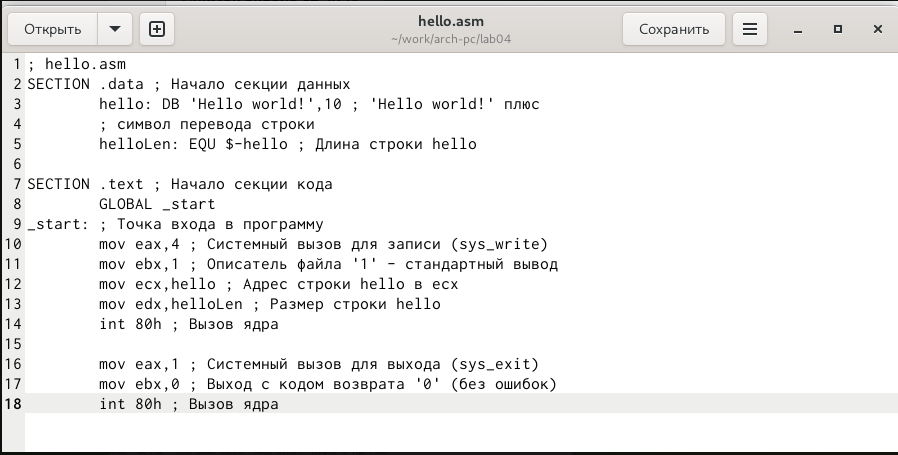 Открыть
hello.asm
~/work/arch-pc/lab04
Сохранить
1 ; hello.asm
2 SECTION .data ; Начало секции данных
3         hello: DB 'Hello world!',10 ; 'Hello world!' плюс
4         ; символ перевода строки
5         helloLen: EQU $-hello ; Длина строки hello
6
7 SECTION .text ; Начало секции кода
8         GLOBAL _start
9 _start: ; Точка входа в программу
10         mov eax,4 ; Системный вызов для записи (sys_write)
11         mov ebx,1 ; Описатель файла '1' - стандартный вывод
12         mov ecx,hello ; Адрес строки hello в ecx
13         mov edx,helloLen ; Размер строки hello
14         int 80h ; Вызов ядра
15
16         mov eax,1 ; Системный вызов для выхода (sys_exit)
17         mov ebx,0 ; Выход с кодом возврата '0' (без ошибок)
18         int 80h ; Вызов ядра